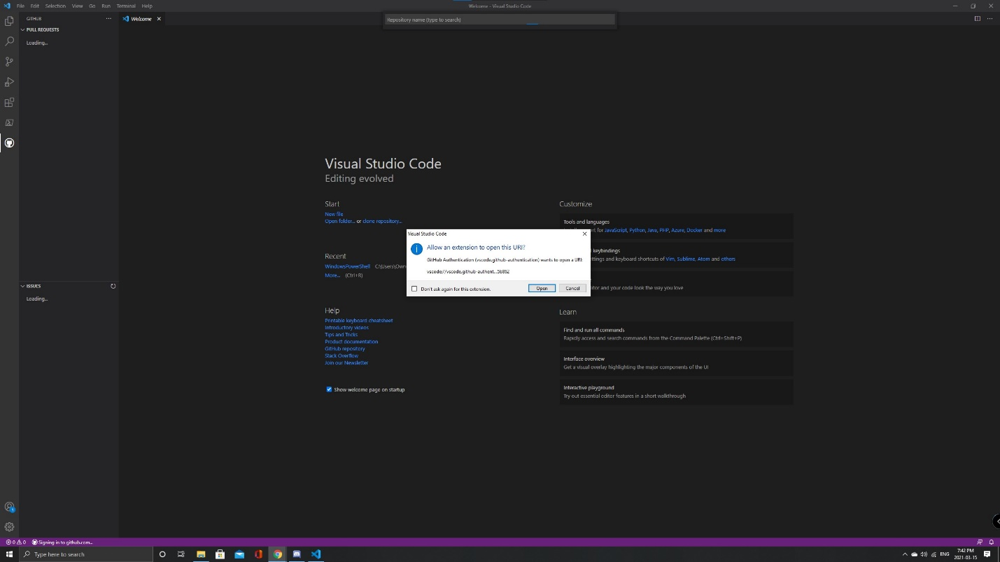 File Edit Selection View Go Run Terminal Help
Welcome - Visual Studio Code
GITHUB
PULL REQUESTS
Loading...
Welcome
Repository name (type to search)
Visual Studio Code
Editing evolved
Start
New file
Open folder... or clone repository...
Recent
WindowsPowerShell C:\Users\Own
More... (Ctrl+R)
Help
Printable keyboard cheatsheet
Introductory videos
Tips and Tricks
Product documentation
GitHub repository
Stack Overflow
Join our Newsletter
Show welcome page on startup
Customize
Tools and languages
port for JavaScript, Python, Java, PHP, Azure, Docker and more
keybindings
ettings and keyboard shortcuts of Vim, Sublime, Atom and others
itor and your code look the way you love
Learn
Find and run all commands
Rapidly access and search commands from the Command Palette (Ctrl+Shift+P)
Interface overview
Get a visual overlay highlighting the major components of the UI
Interactive playground
Try out essential editor features in a short walkthrough
Visual Studio Code
Allow an extension to open this URI?
GitHub Authentication (vscode.github-authentication) wants to open a URI:
vscode://vscode.github-authent...5b862
Don't ask again for this extension.
Open Cancel
ISSUES
Loading...
1
0 0 Signing in to github.com...
Type here to search
ENG
7:42 PM
2021-03-15